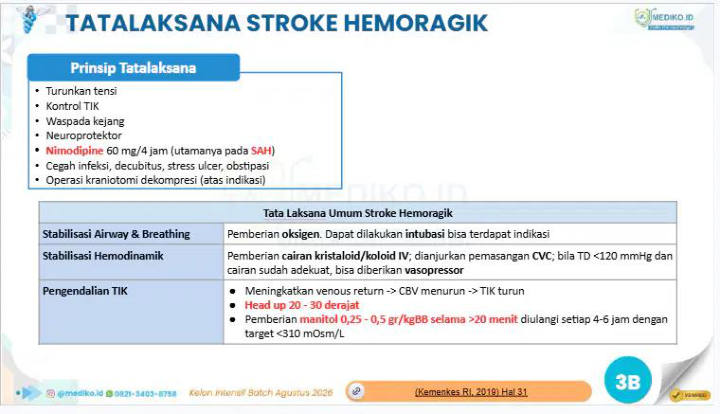 TATALAKSANA STROKE HEMORAGIK
MEDIKO.ID
Prinsip Tatalaksana
• Turunkan tensi
• Kontrol TIK
• Waspada kejang
• Neuroprotektor
• Nimodipine 60 mg/4 jam (utamanya pada SAH)
• Cegah infeksi, decubitus, stress ulcer, obstipasi
• Operasi kraniotomi dekompresi (atas indikasi)
MEDIKO.ID
Tata Laksana Umum Stroke Hemoragik
Stabilisasi Airway & Breathing
Pemberian oksigen. Dapat dilakukan intubasi bisa terdapat indikasi
Stabilisasi Hemodinamik
Pemberian cairan kristaloid/koloid IV; dianjurkan pemasangan CVC; bila TD <120 mmHg dan
cairan sudah adekuat, bisa diberikan vasopressor
Pengendalian TIK
● Meningkatkan venous return -> CBV menurun -> TIK turun
● Head up 20 - 30 derajat
● Pemberian manitol 0,25 - 0,5 gr/kgBB selama >20 menit diulangi setiap 4-6 jam dengan
target <310 mOsm/L
@mediko.id 0821-3403-8758
Kelon Intensif Batch Agustus 2026
(Kemenkes RI, 2019) Hal 31
3B